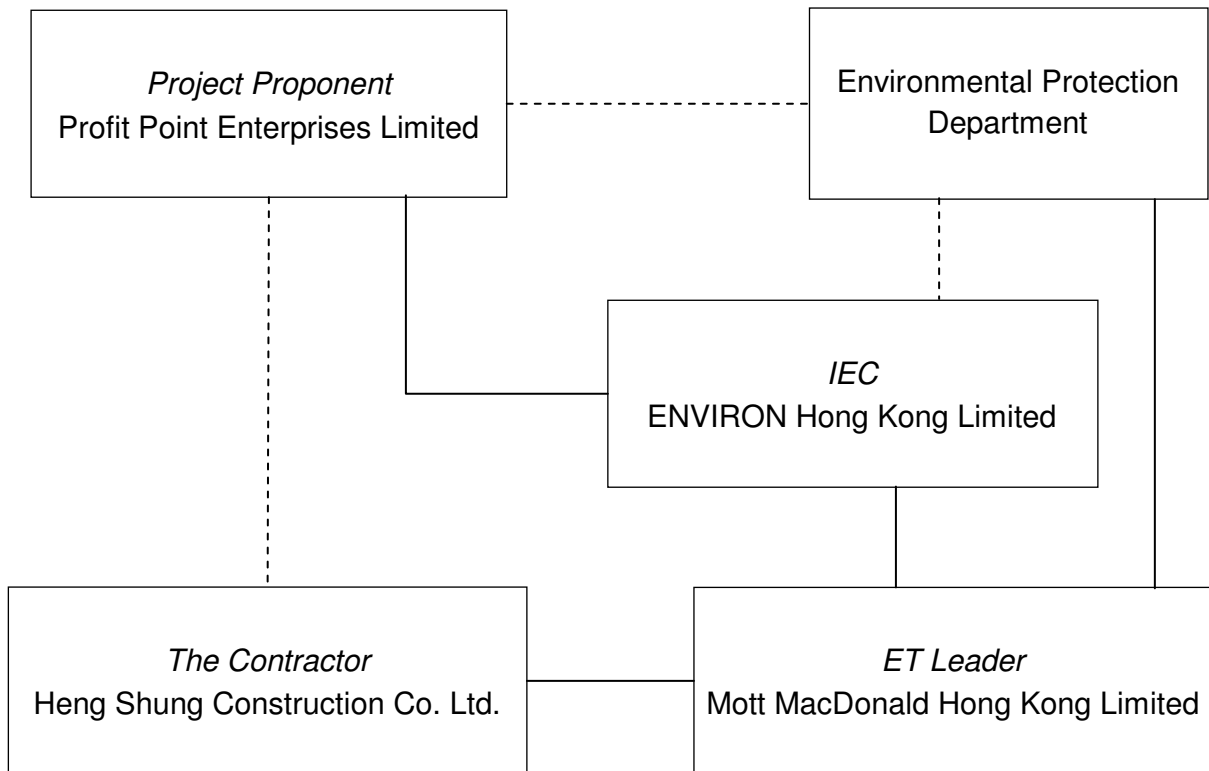 Project Proponent
Profit Point Enterprises Limited
Environmental Protection
Department
IEC
ENVIRON Hong Kong Limited
The Contractor
Heng Shung Construction Co. Ltd.
ET Leader
Mott MacDonald Hong Kong Limited